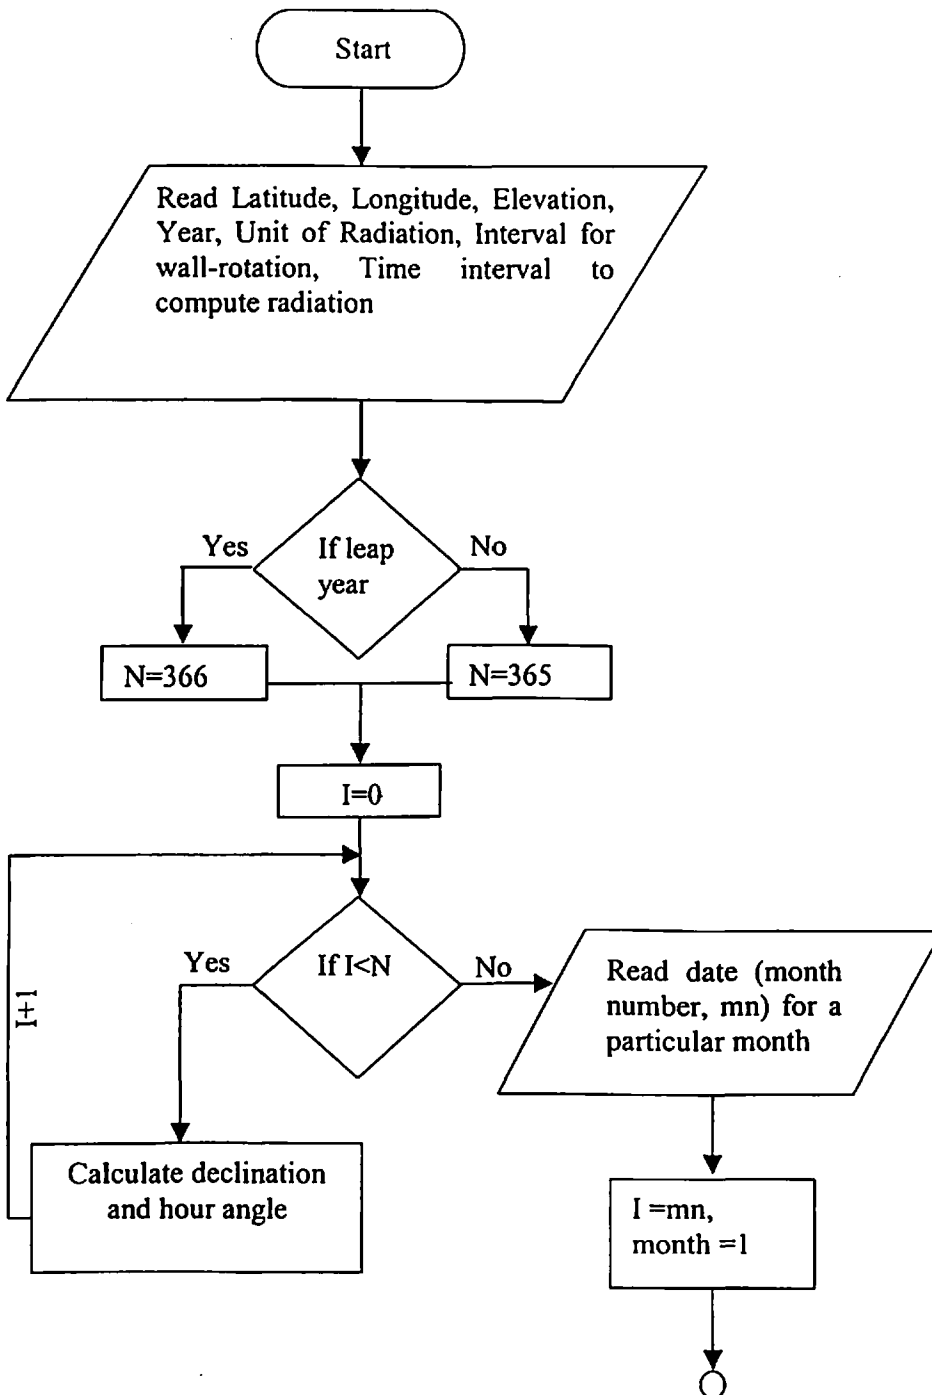 Start
Read Latitude, Longitude, Elevation,
Year, Unit of Radiation, Interval for
wall-rotation, Time interval to
compute radiation
If leap
year
Yes
No
N=366
N=365
I=0
If I<N
Yes
No
I+1
Calculate declination
and hour angle
Read date (month
number, mn) for a
particular month
I =mn,
month =1